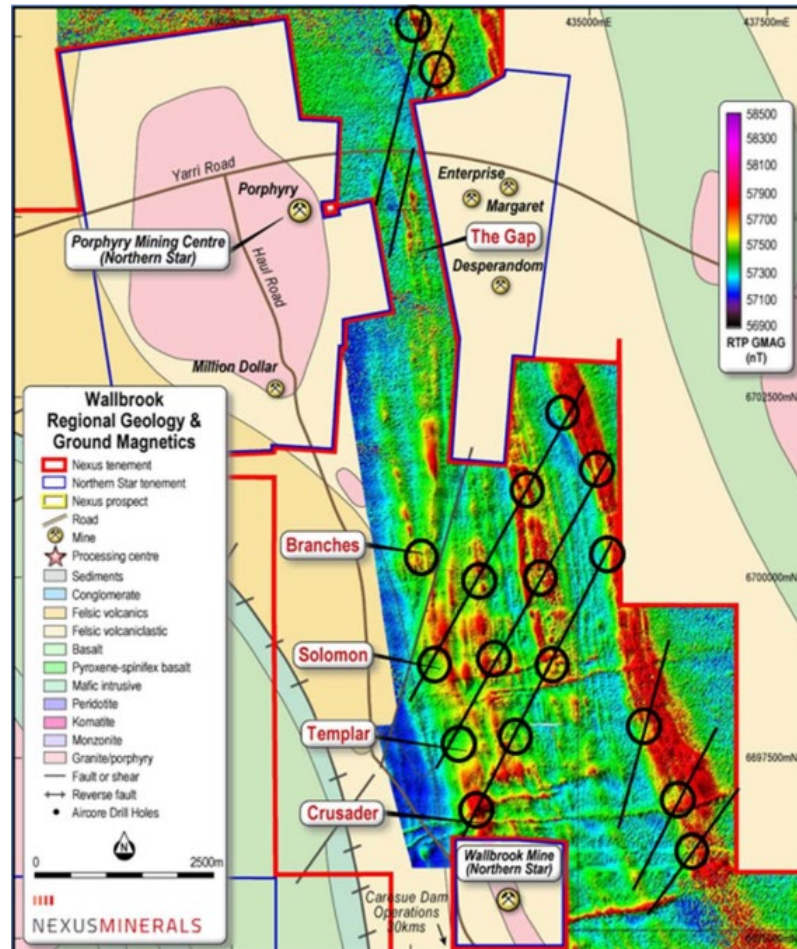 435000mE
437500mE
58500
58300
58100
57900
57700
57500
57300
57100
56900
RTP GMAG
(nT)
Yarri Road
Enterprise
Margaret
Porphyry
The Gap
Porphyry Mining Centre
(Northern Star)
Haul Road
Desperandom
Million Dollar
6702500mN
Wallbrook
Regional Geology &
Ground Magnetics
Nexus tenement
Northern Star tenement
Nexus prospect
Road
Mine
Processing centre
Sediments
Conglomerate
Felsic volcanics
Felsic volcaniclastic
Basalt
Pyroxene-spinifex basalt
Mafic intrusive
Peridotite
Komatite
Monzonite
Granite/porphyry
Fault or shear
Reverse fault
Aircore Drill Holes
N
0
2500m
NEXUSMINERALS
Branches
6700000mN
Solomon
Templar
6697500mN
Crusader
Wallbrook Mine
(Northern Star)
Carosue Dam
Operations
30kms